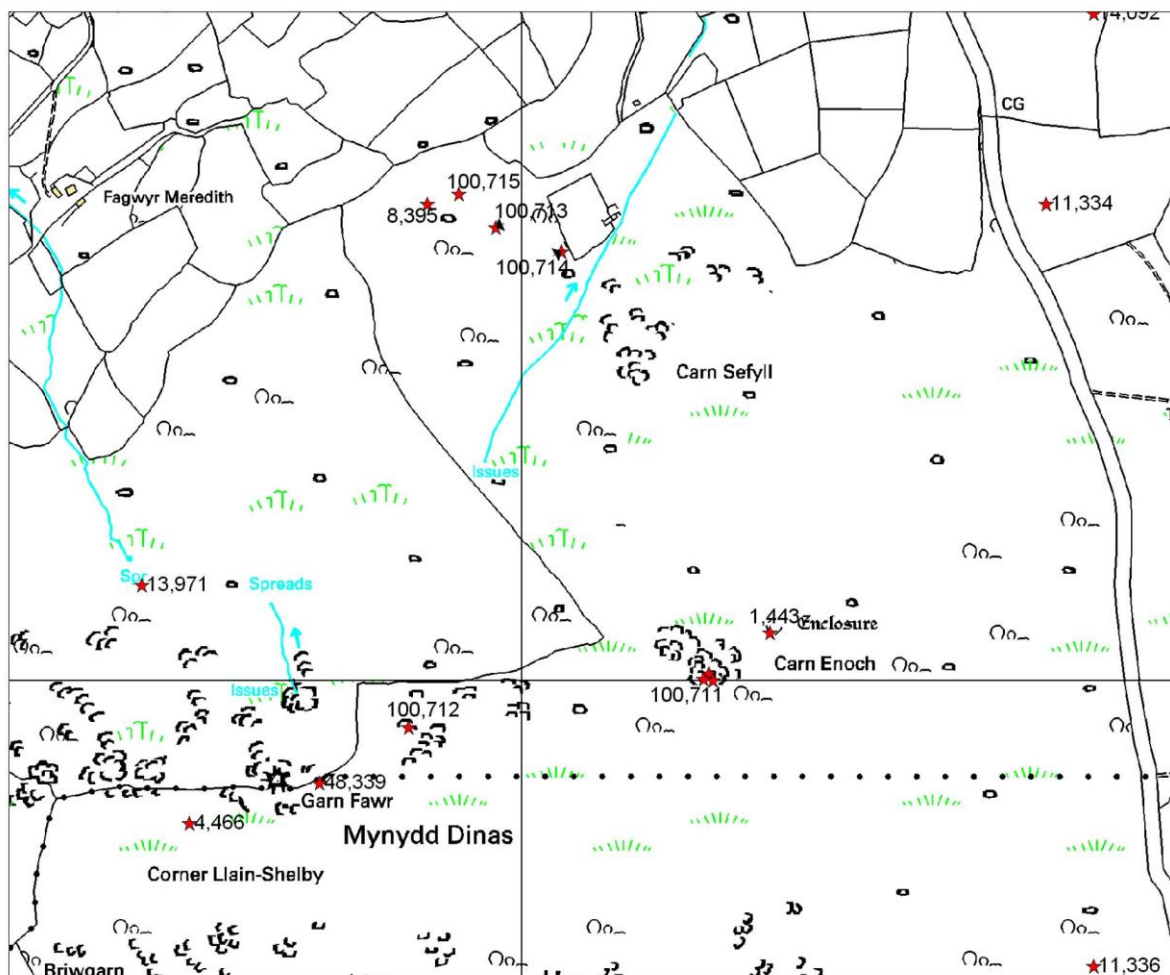 14,092
CG
Fagwyr Meredith
100,715
8,395
100,713
11,334
100,714
Carn Sefyll
Issues
Spr
13,971
Spreads
1,443
Enclosure
Carn Enoch
Issues
100,711
100,712
48,339
Garn Fawr
4,466
Mynydd Dinas
Corner Llain-Shelby
Briwgarn
11,336